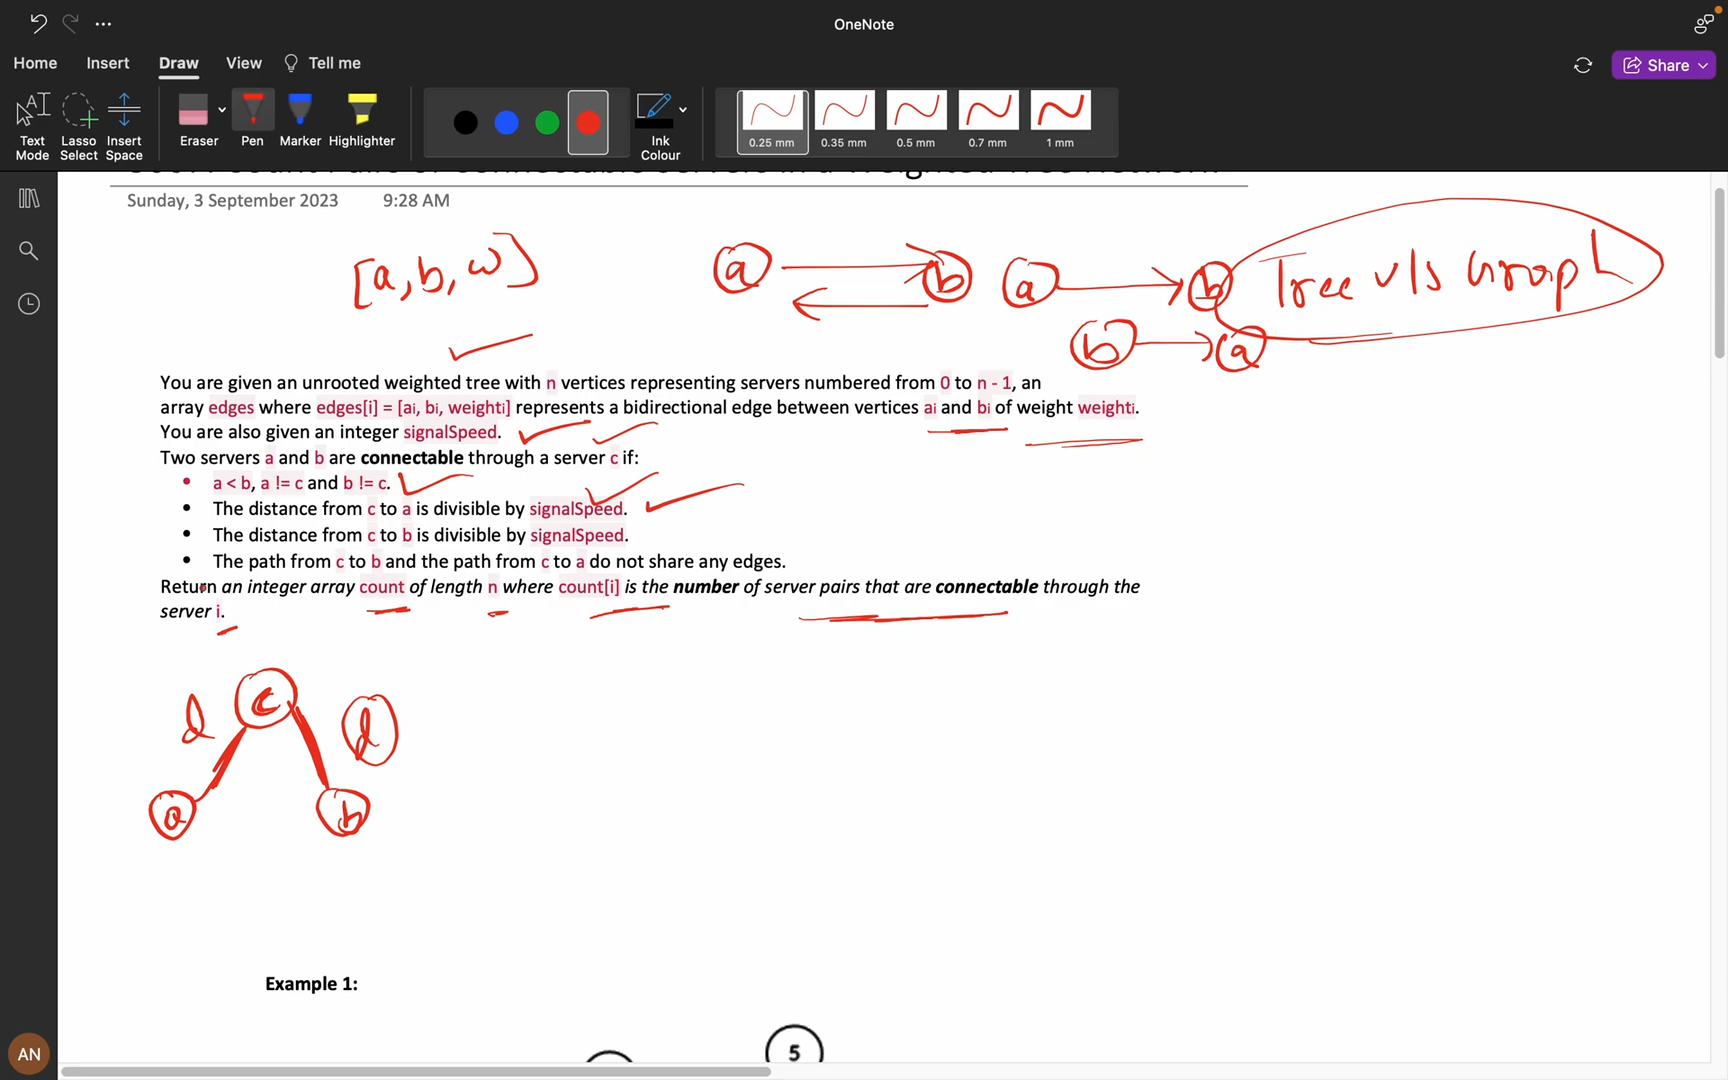 OneNote
Home Insert Draw View Tell me
Share
Text Mode
Lasso Select
Insert Space
Eraser
Pen
Marker
Highlighter
Ink Colour
0.25 mm
0.35 mm
0.5 mm
0.7 mm
1 mm
Sunday, 3 September 2023 9:28 AM
[a, b, w]
a b a b Tree v/s Graph
b a
You are given an unrooted weighted tree with n vertices representing servers numbered from 0 to n - 1, an
array edges where edges[i] = [ai, bi, weighti] represents a bidirectional edge between vertices ai and bi of weight weighti.
You are also given an integer signalSpeed.
Two servers a and b are connectable through a server c if:
• a < b, a != c and b != c.
• The distance from c to a is divisible by signalSpeed.
• The distance from c to b is divisible by signalSpeed.
• The path from c to b and the path from c to a do not share any edges.
Return an integer array count of length n where count[i] is the number of server pairs that are connectable through the
server i.
d c d
a b
Example 1:
5
AN